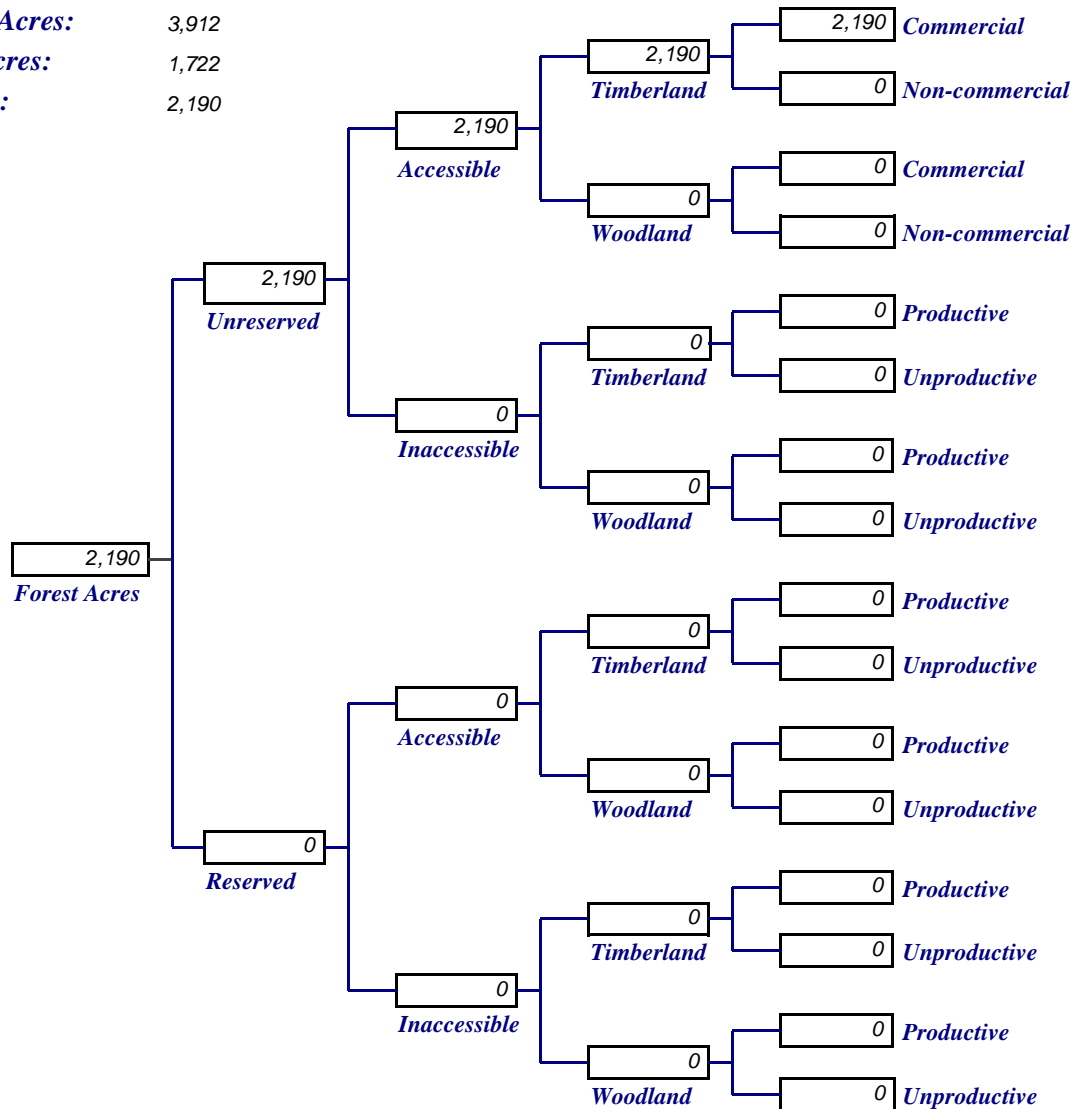 Acres: 3,912
cres: 1,722
: 2,190
2,190 Commercial
2,190
Timberland
0 Non-commercial
2,190
Accessible
0 Commercial
0
Woodland
0 Non-commercial
2,190
Unreserved
0 Productive
0
Timberland
0 Unproductive
0
Inaccessible
0 Productive
0
Woodland
0 Unproductive
2,190
Forest Acres
0 Productive
0
Timberland
0 Unproductive
0
Accessible
0 Productive
0
Woodland
0 Unproductive
0
Reserved
0 Productive
0
Timberland
0 Unproductive
0
Inaccessible
0 Productive
0
Woodland
0 Unproductive